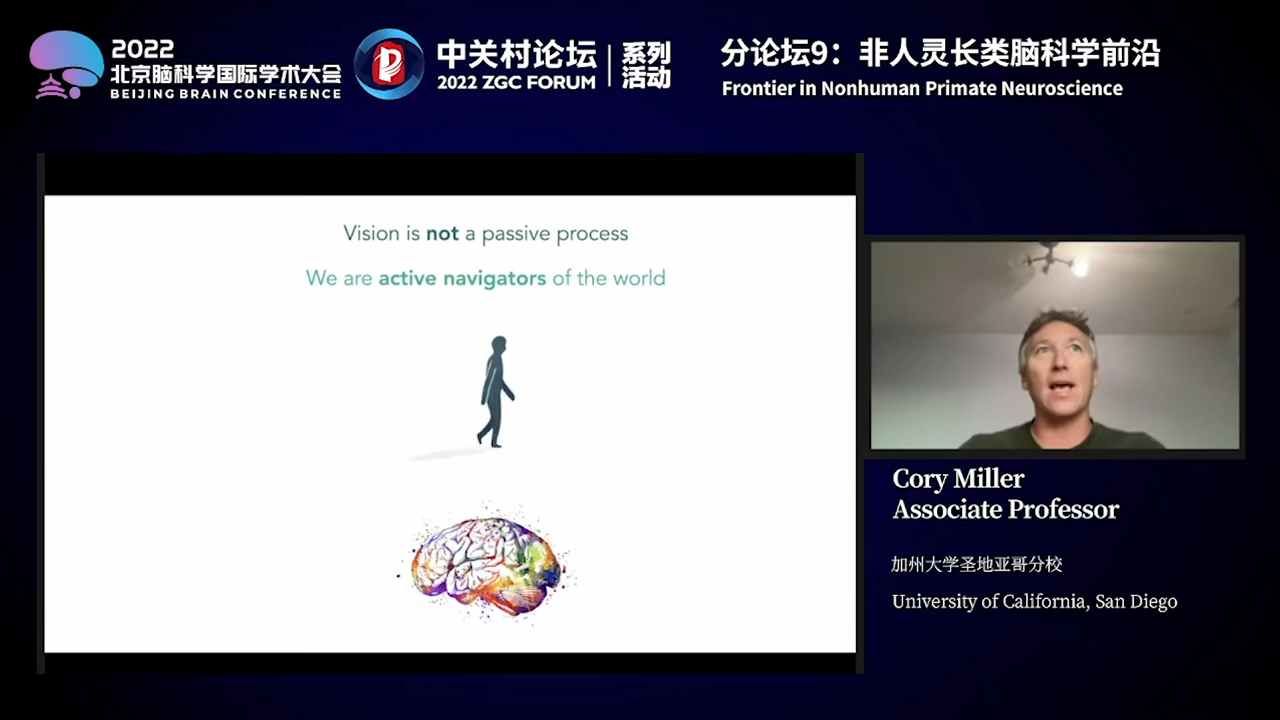 2022
北京脑科学国际学术大会
BEIJING BRAIN CONFERENCE
中关村论坛
2022 ZGC FORUM
系列
活动
分论坛9：非人灵长类脑科学前沿
Frontier in Nonhuman Primate Neuroscience
Vision is not a passive process
We are active navigators of the world
Cory Miller
Associate Professor
加州大学圣地亚哥分校
University of California, San Diego